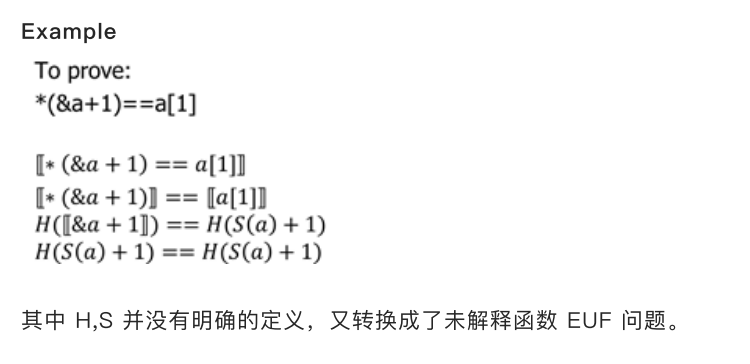 Example
To prove:
*(&a+1)==a[1]
⟦* (&a + 1) == a[1]⟧
⟦* (&a + 1)⟧ == ⟦a[1]⟧
H(⟦&a + 1⟧) == H(S(a) + 1)
H(S(a) + 1) == H(S(a) + 1)
其中 H,S 并没有明确的定义，又转换成了未解释函数 EUF 问题。